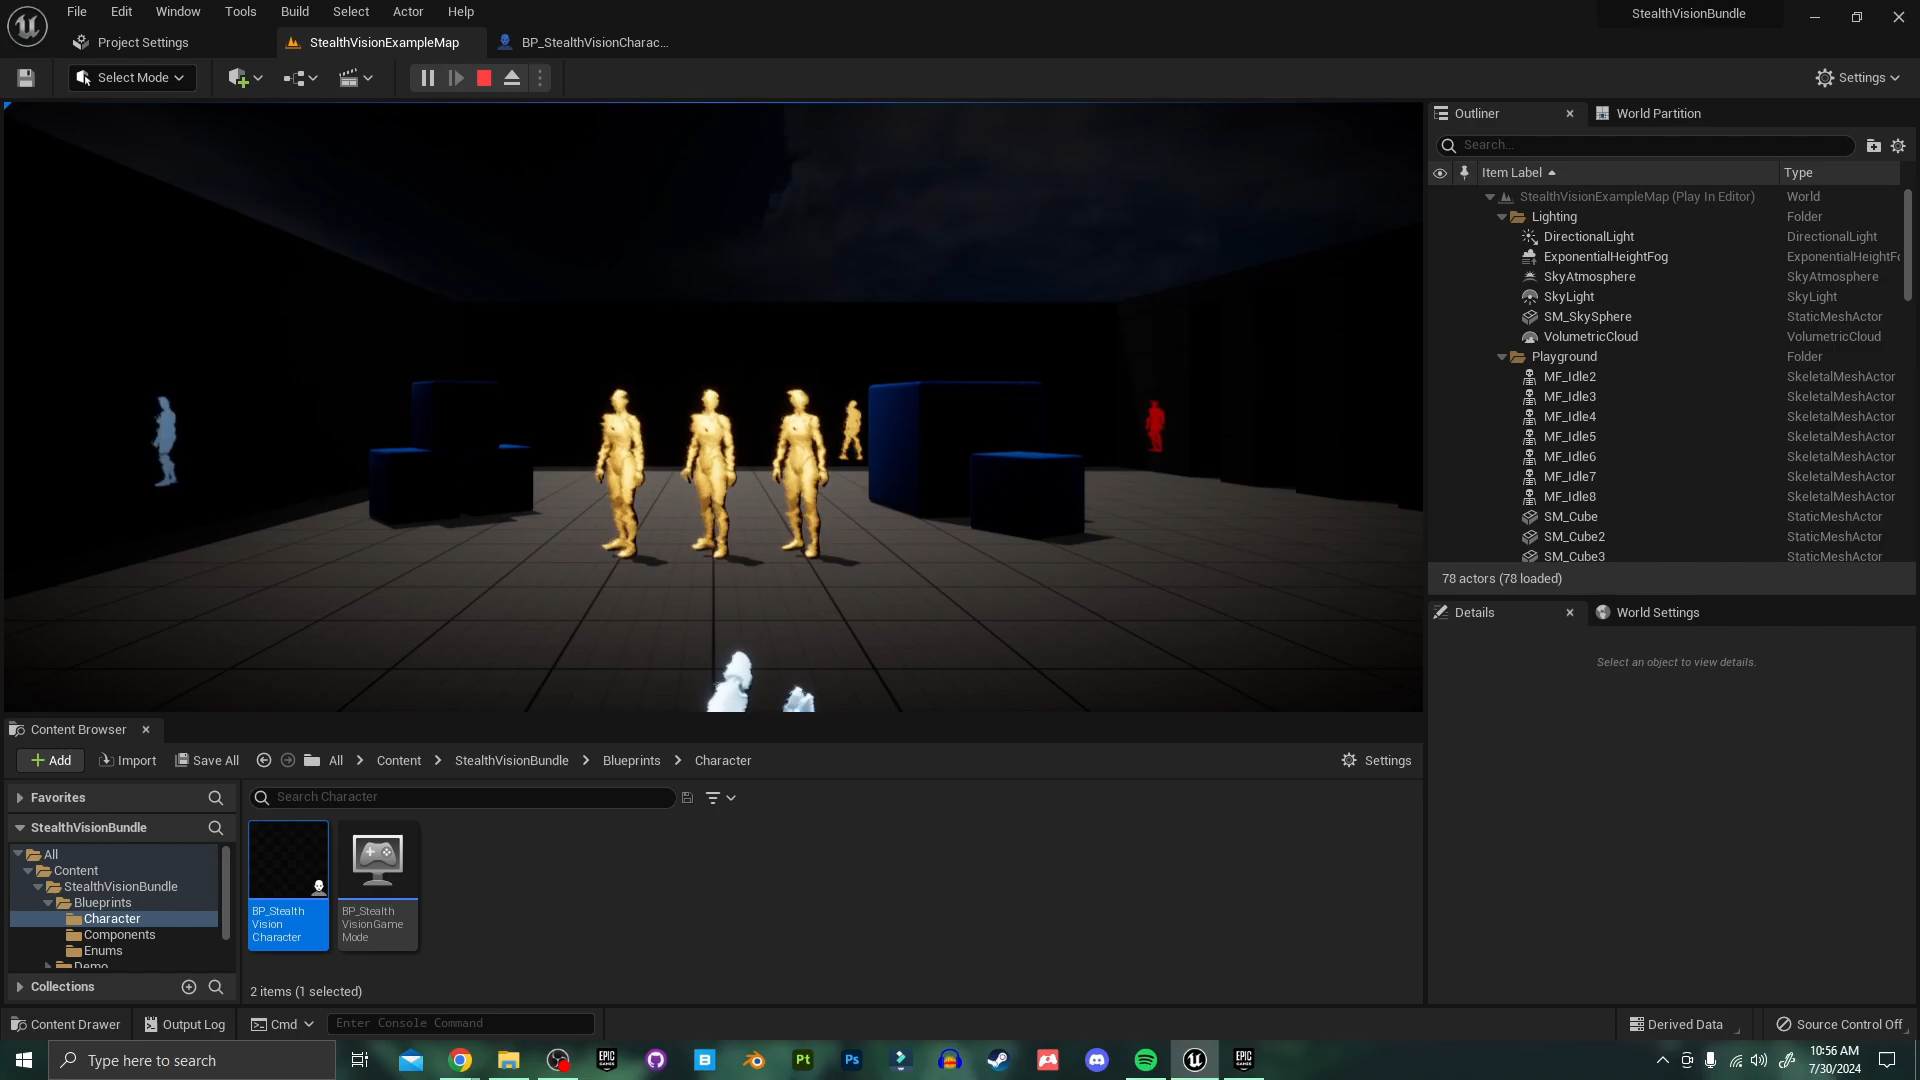 File Edit Window Tools Build Select Actor Help
StealthVisionBundle
Project Settings
StealthVisionExampleMap
BP_StealthVisionCharac...
Select Mode
Settings
Outliner
World Partition
Search...
Item Label
Type
StealthVisionExampleMap (Play In Editor) World
Lighting Folder
DirectionalLight DirectionalLight
ExponentialHeightFog ExponentialHeightFo
SkyAtmosphere SkyAtmosphere
SkyLight SkyLight
SM_SkySphere StaticMeshActor
VolumetricCloud VolumetricCloud
Playground Folder
MF_Idle2 SkeletalMeshActor
MF_Idle3 SkeletalMeshActor
MF_Idle4 SkeletalMeshActor
MF_Idle5 SkeletalMeshActor
MF_Idle6 SkeletalMeshActor
MF_Idle7 SkeletalMeshActor
MF_Idle8 SkeletalMeshActor
SM_Cube StaticMeshActor
SM_Cube2 StaticMeshActor
SM_Cube3 StaticMeshActor
78 actors (78 loaded)
Details
World Settings
Select an object to view details.
Content Browser
Add
Import
Save All
All
Content
StealthVisionBundle
Blueprints
Character
Settings
Favorites
Search Character
StealthVisionBundle
All
Content
StealthVisionBundle
Blueprints
Character
Components
Enums
Demo
Collections
BP_Stealth
Vision
Character
BP_Stealth
VisionGame
Mode
2 items (1 selected)
Content Drawer
Output Log
Cmd
Enter Console Command
Derived Data
Source Control Off
Type here to search
EPIC
GAMES
B
Pt
Ps
EPIC
GAMES
10:56 AM
7/30/2024